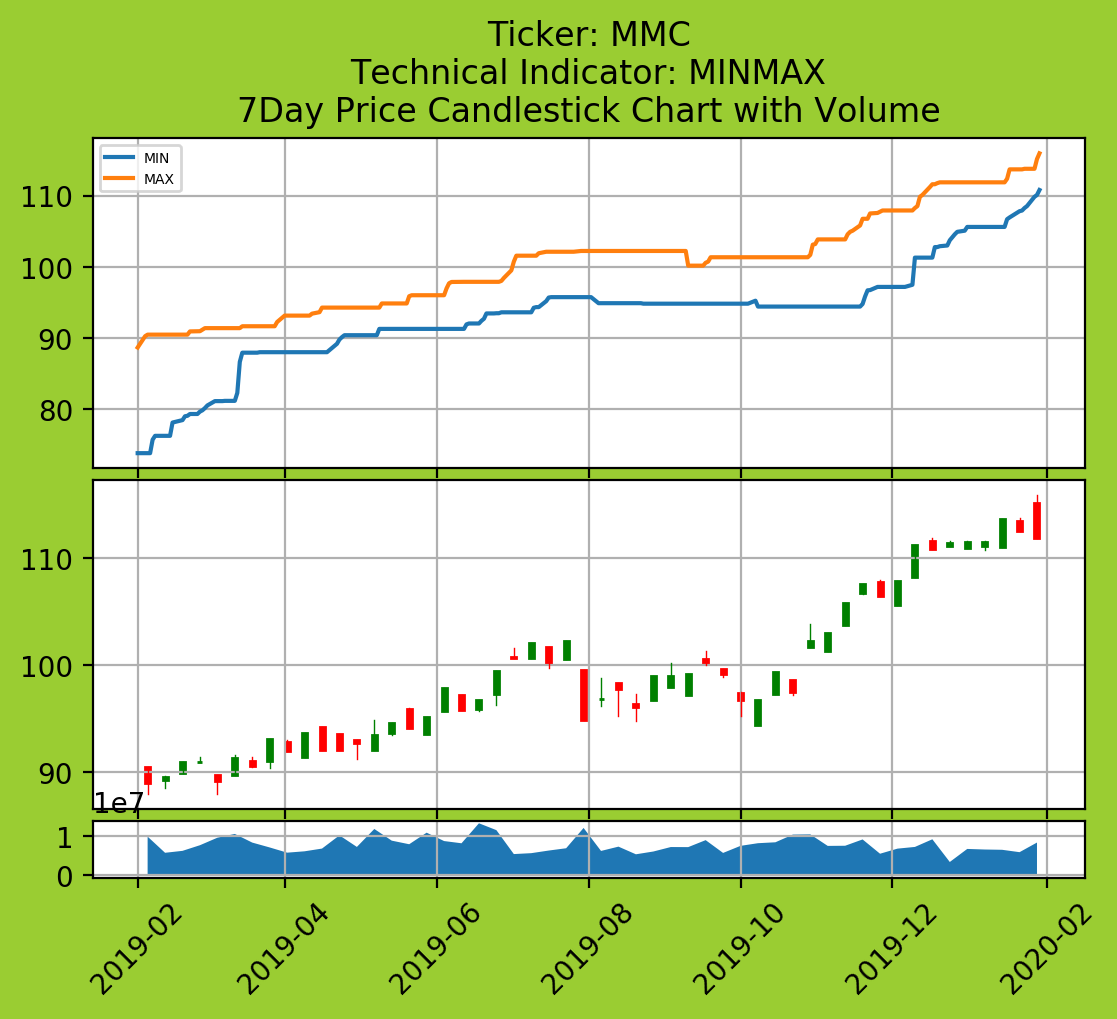 Ticker: MMC
Technical Indicator: MINMAX
7Day Price Candlestick Chart with Volume
MIN
MAX
110
100
90
80
110
100
90
1e7
1
0
2019-02
2019-04
2019-06
2019-08
2019-10
2019-12
2020-02